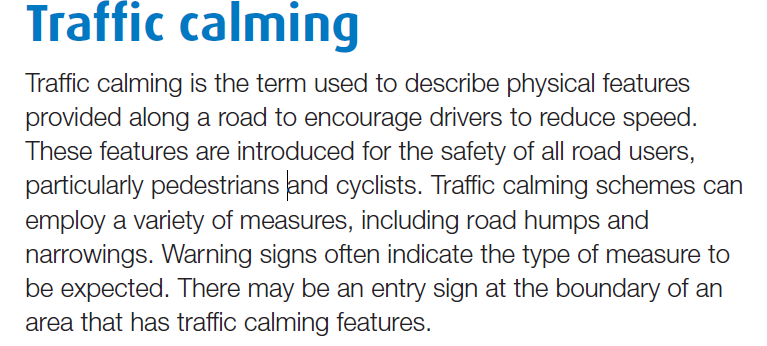 Traffic calming
Traffic calming is the term used to describe physical features
provided along a road to encourage drivers to reduce speed.
These features are introduced for the safety of all road users,
particularly pedestrians and cyclists. Traffic calming schemes can
employ a variety of measures, including road humps and
narrowings. Warning signs often indicate the type of measure to
be expected. There may be an entry sign at the boundary of an
area that has traffic calming features.